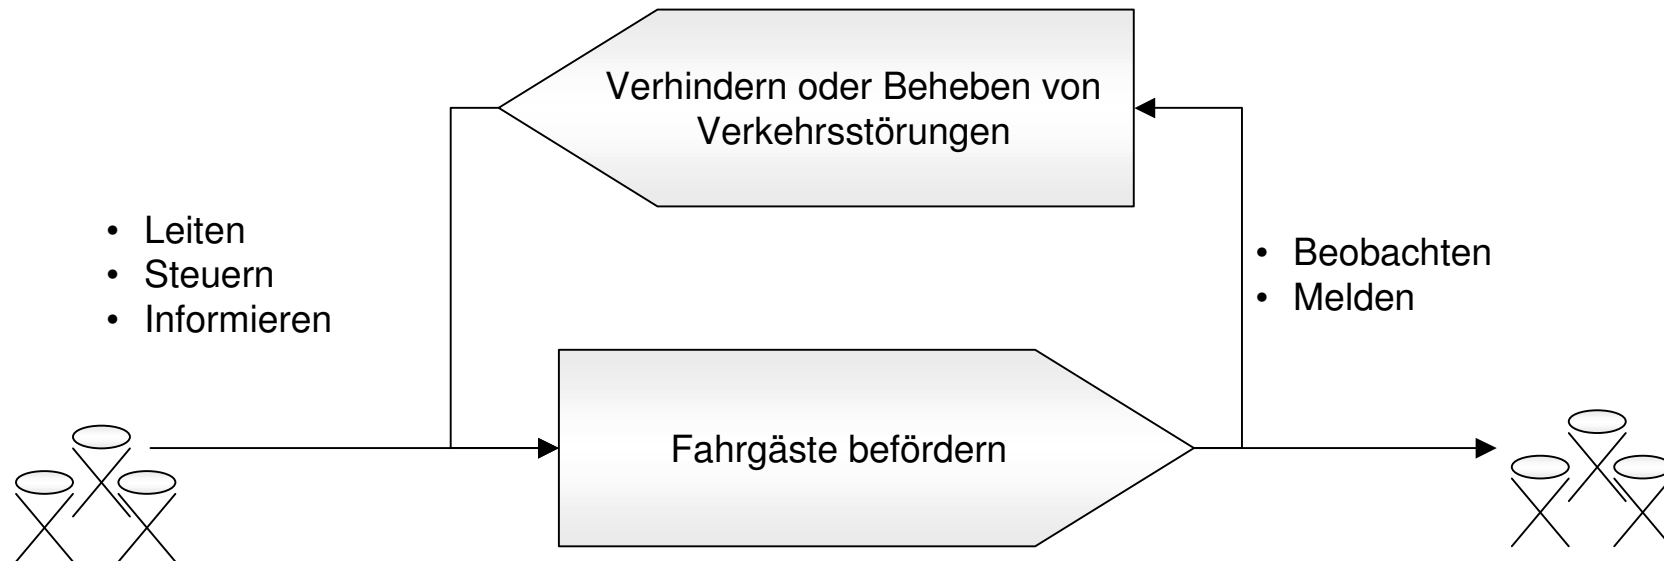 Verhindern oder Beheben von
Verkehrsstörungen
• Leiten
• Steuern
• Informieren
• Beobachten
• Melden
Fahrgäste befördern